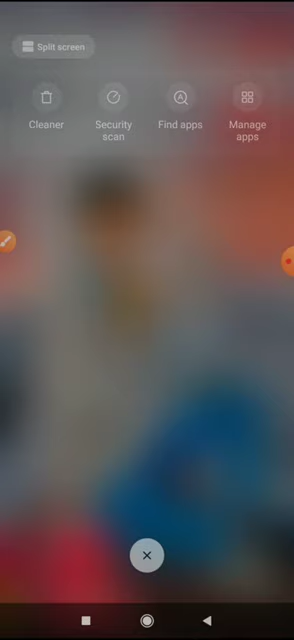 Split screen
Cleaner
Security
scan
Find apps
Manage
apps